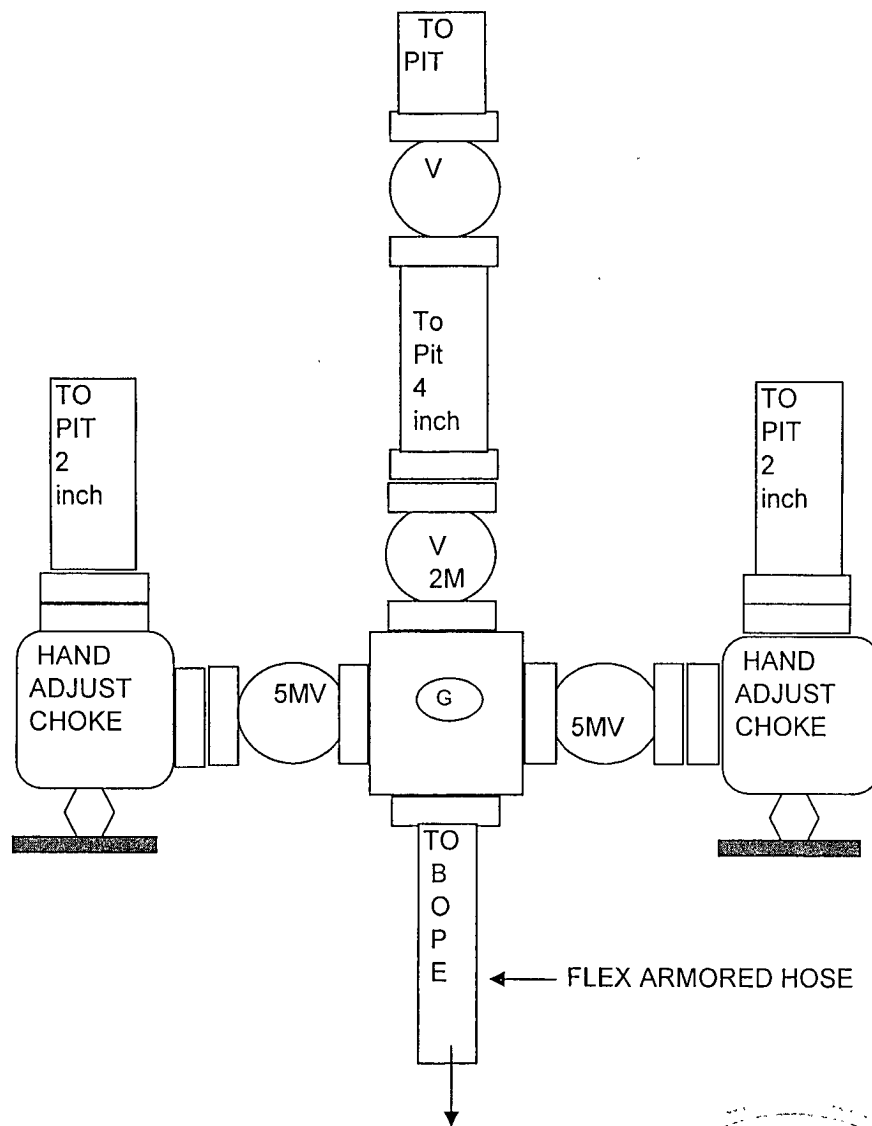 TO
PIT
V
To
Pit
4
inch
TO
PIT
2
inch
TO
PIT
2
inch
V
2M
HAND
ADJUST
CHOKE
5MV
G
5MV
HAND
ADJUST
CHOKE
TO
B
O
P
E
FLEX ARMORED HOSE